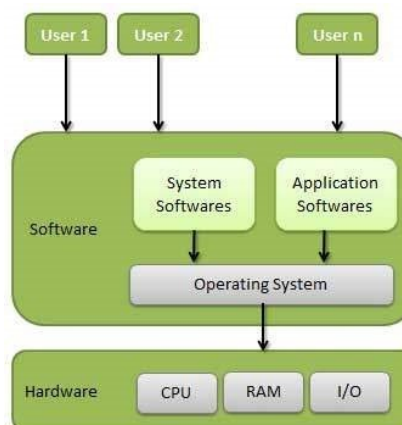 User 1
User 2
User n
System
Softwares
Application
Softwares
Software
Operating System
Hardware
CPU
RAM
I/O